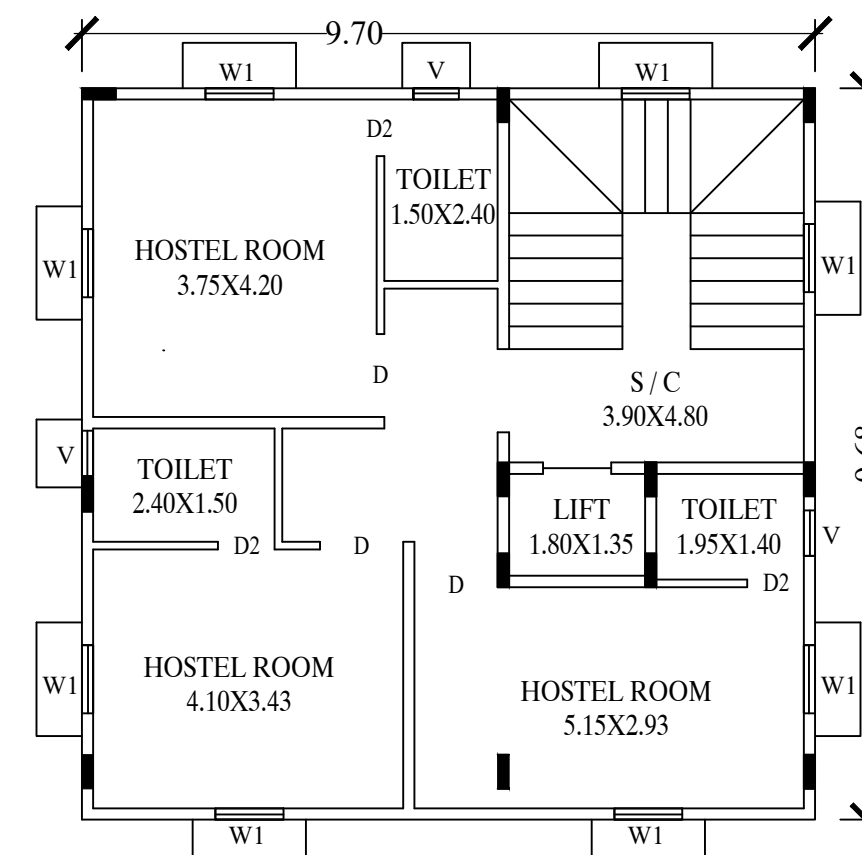 9.70
W1
V
W1
D2
TOILET
1.50X2.40
HOSTEL ROOM
3.75X4.20
W1
W1
D
S / C
3.90X4.80
V
TOILET
2.40X1.50
LIFT
1.80X1.35
TOILET
1.95X1.40
V
D2
D
D
D2
HOSTEL ROOM
4.10X3.43
HOSTEL ROOM
5.15X2.93
W1
W1
W1
W1